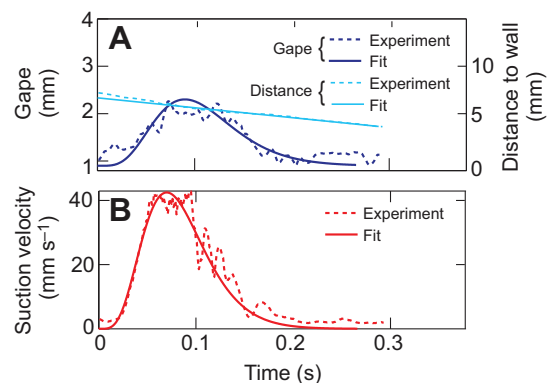 A
4
3
2
1
Gape
(mm)
Gape { Experiment
Fit
Distance { Experiment
Fit
10
5
0
Distance to wall
(mm)
B
40
20
0
Suction velocity
(mm s⁻¹)
Experiment
Fit
0 0.1 0.2 0.3
Time (s)